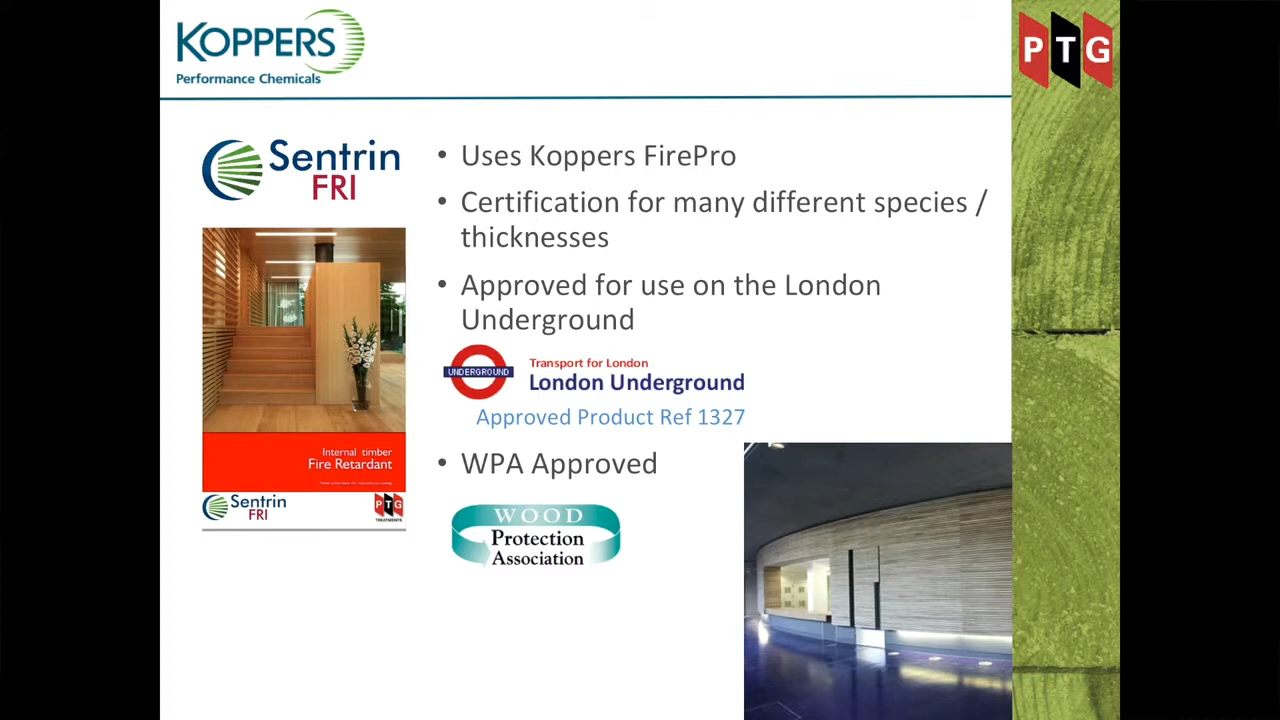 KOPPERS
Performance Chemicals
PTG
Sentrin
FRI
• Uses Koppers FirePro
• Certification for many different species /
thicknesses
• Approved for use on the London
Underground
UNDERGROUND
Transport for London
London Underground
Approved Product Ref 1327
• WPA Approved
WOOD
Protection
Association
Internal timber
Fire Retardant
Sentrin
FRI
PTG
TREATMENTS